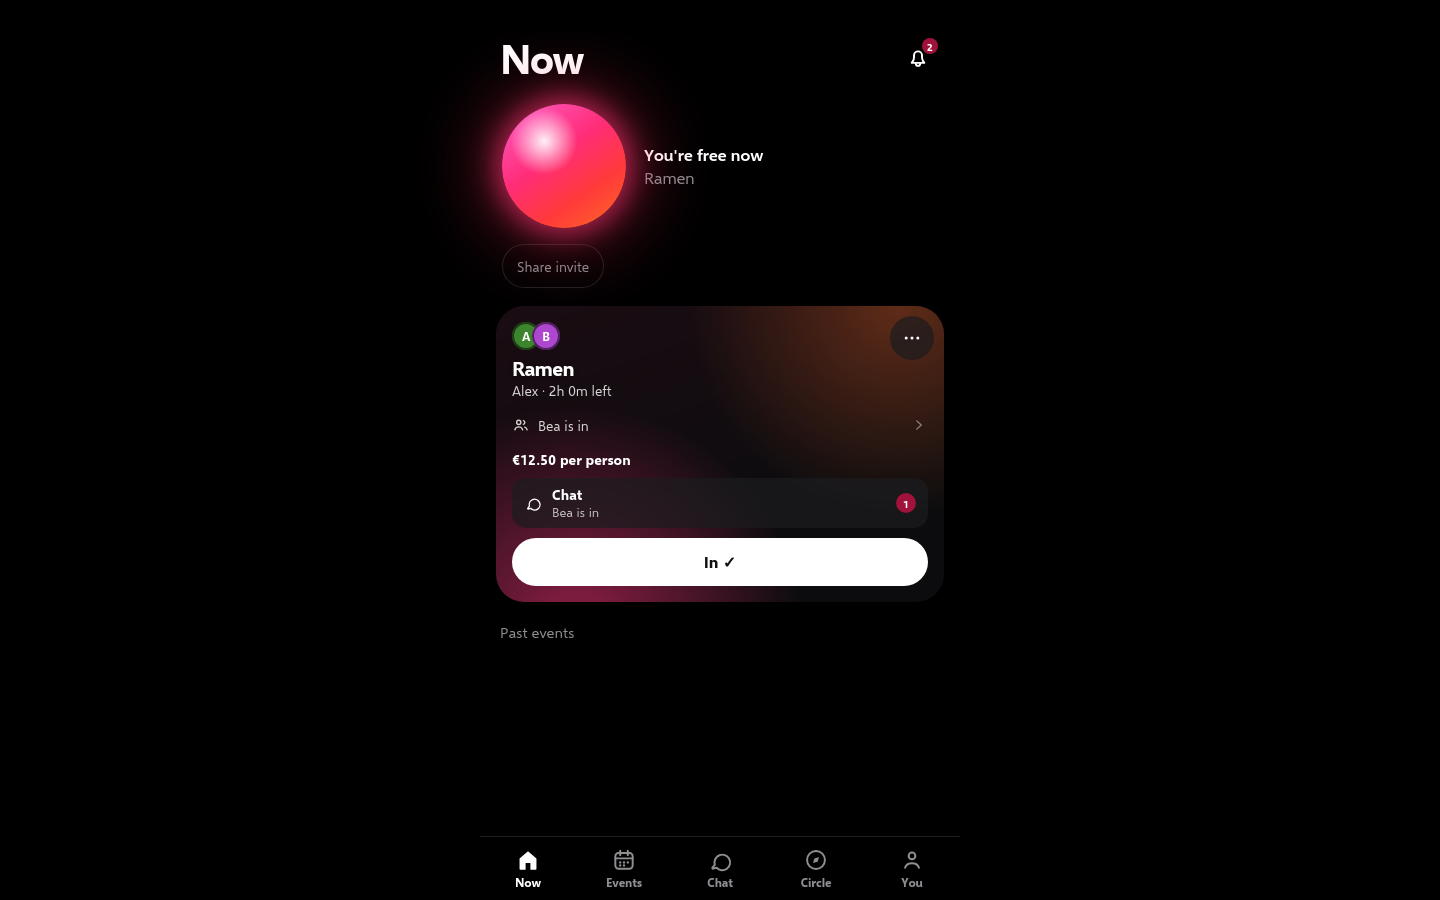 Now
2
You're free now
Ramen
Share invite
A B
Ramen
Alex · 2h 0m left
Bea is in
€12.50 per person
Chat
Bea is in
1
In ✓
Past events
Now
Events
Chat
Circle
You